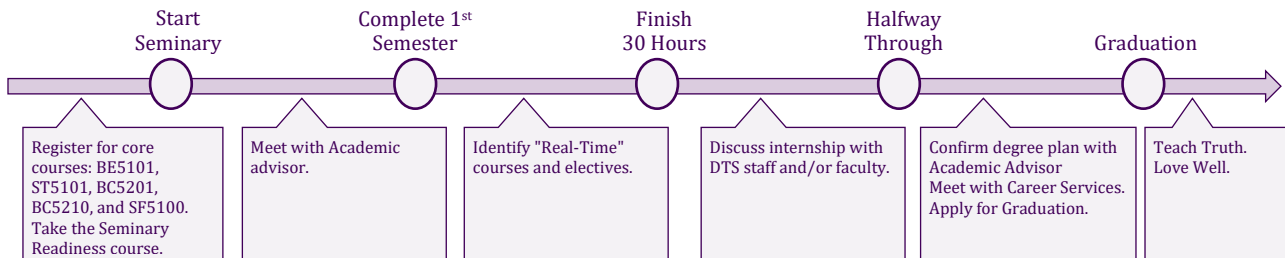 Start
Seminary
Complete 1st
Semester
Finish
30 Hours
Halfway
Through
Graduation
Register for core
courses: BE5101,
ST5101, BC5201,
BC5210, and SF5100.
Take the Seminary
Readiness course.
Meet with Academic
advisor.
Identify "Real-Time"
courses and electives.
Discuss internship with
DTS staff and/or faculty.
Confirm degree plan with
Academic Advisor
Meet with Career Services.
Apply for Graduation.
Teach Truth.
Love Well.